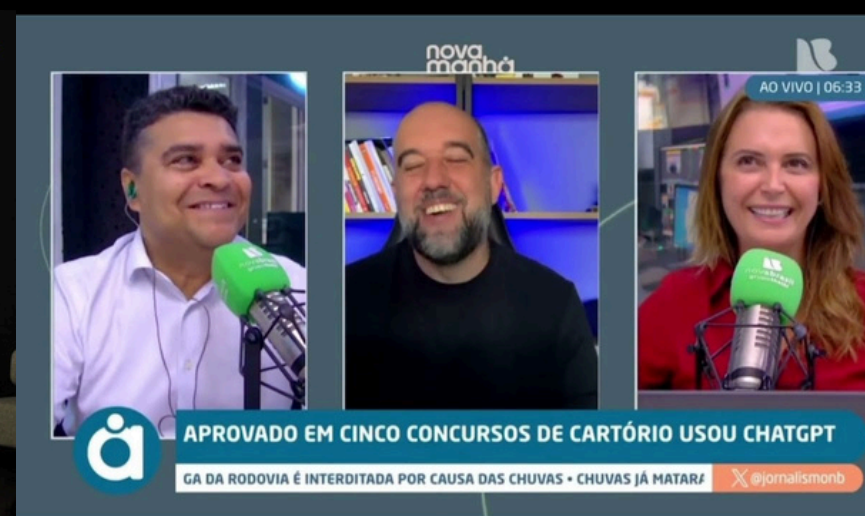 nova
manhã
AO VIVO | 06:33
novabrasil
APROVADO EM CINCO CONCURSOS DE CARTÓRIO USOU CHATGPT
GA DA RODOVIA É INTERDITADA POR CAUSA DAS CHUVAS • CHUVAS JÁ MATARA
X @jornalismonb